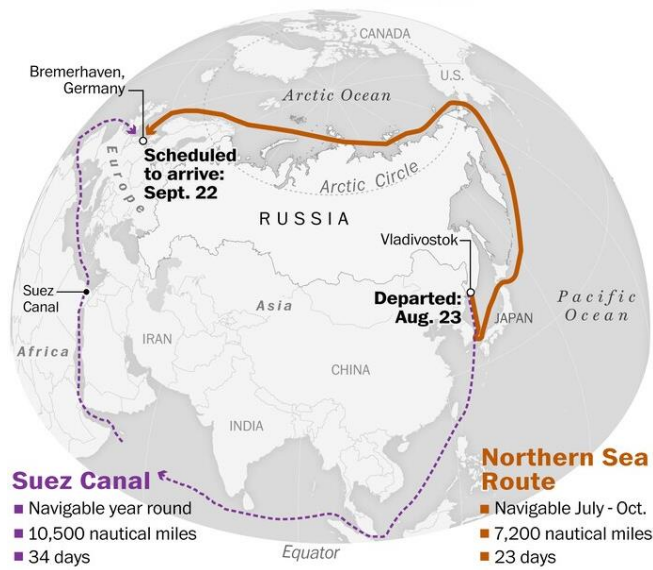 CANADA
U.S.
Bremerhaven,
Germany
Arctic Ocean
Scheduled
to arrive:
Sept. 22
Europe
Arctic Circle
RUSSIA
Vladivostok
Suez
Canal
Asia
Departed:
Aug. 23
JAPAN
Pacific
Ocean
Africa
IRAN
CHINA
INDIA
Suez Canal
Navigable year round
10,500 nautical miles
34 days
Equator
Northern Sea
Route
Navigable July - Oct.
7,200 nautical miles
23 days